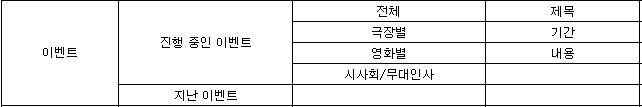 전체 제목
극장별 기간
이벤트 진행 중인 이벤트 영화별 내용
시사회/무대인사
지난 이벤트